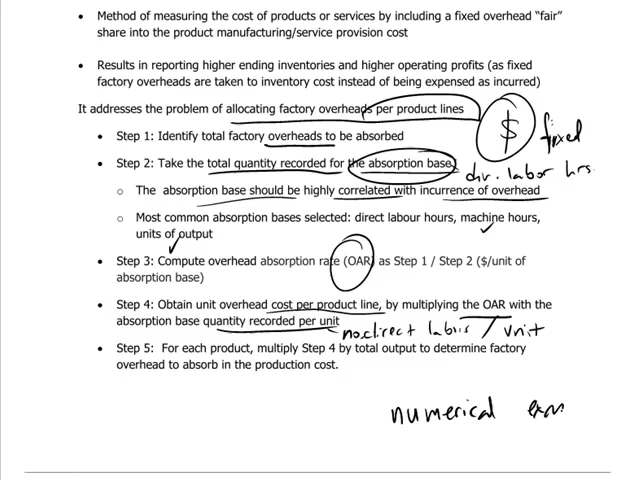 • Method of measuring the cost of products or services by including a fixed overhead “fair”
share into the product manufacturing/service provision cost
• Results in reporting higher ending inventories and higher operating profits (as fixed
factory overheads are taken to inventory cost instead of being expensed as incurred)
It addresses the problem of allocating factory overheads per product lines
$ fixed
• Step 1: Identify total factory overheads to be absorbed
• Step 2: Take the total quantity recorded for the absorption base
dir. labor hrs.
o The absorption base should be highly correlated with incurrence of overhead
o Most common absorption bases selected: direct labour hours, machine hours,
units of output
• Step 3: Compute overhead absorption rate (OAR) as Step 1 / Step 2 ($/unit of
absorption base)
• Step 4: Obtain unit overhead cost per product line, by multiplying the OAR with the
absorption base quantity recorded per unit
direct / unit
• Step 5: For each product, multiply Step 4 by total output to determine factory
overhead to absorb in the production cost.
numerical